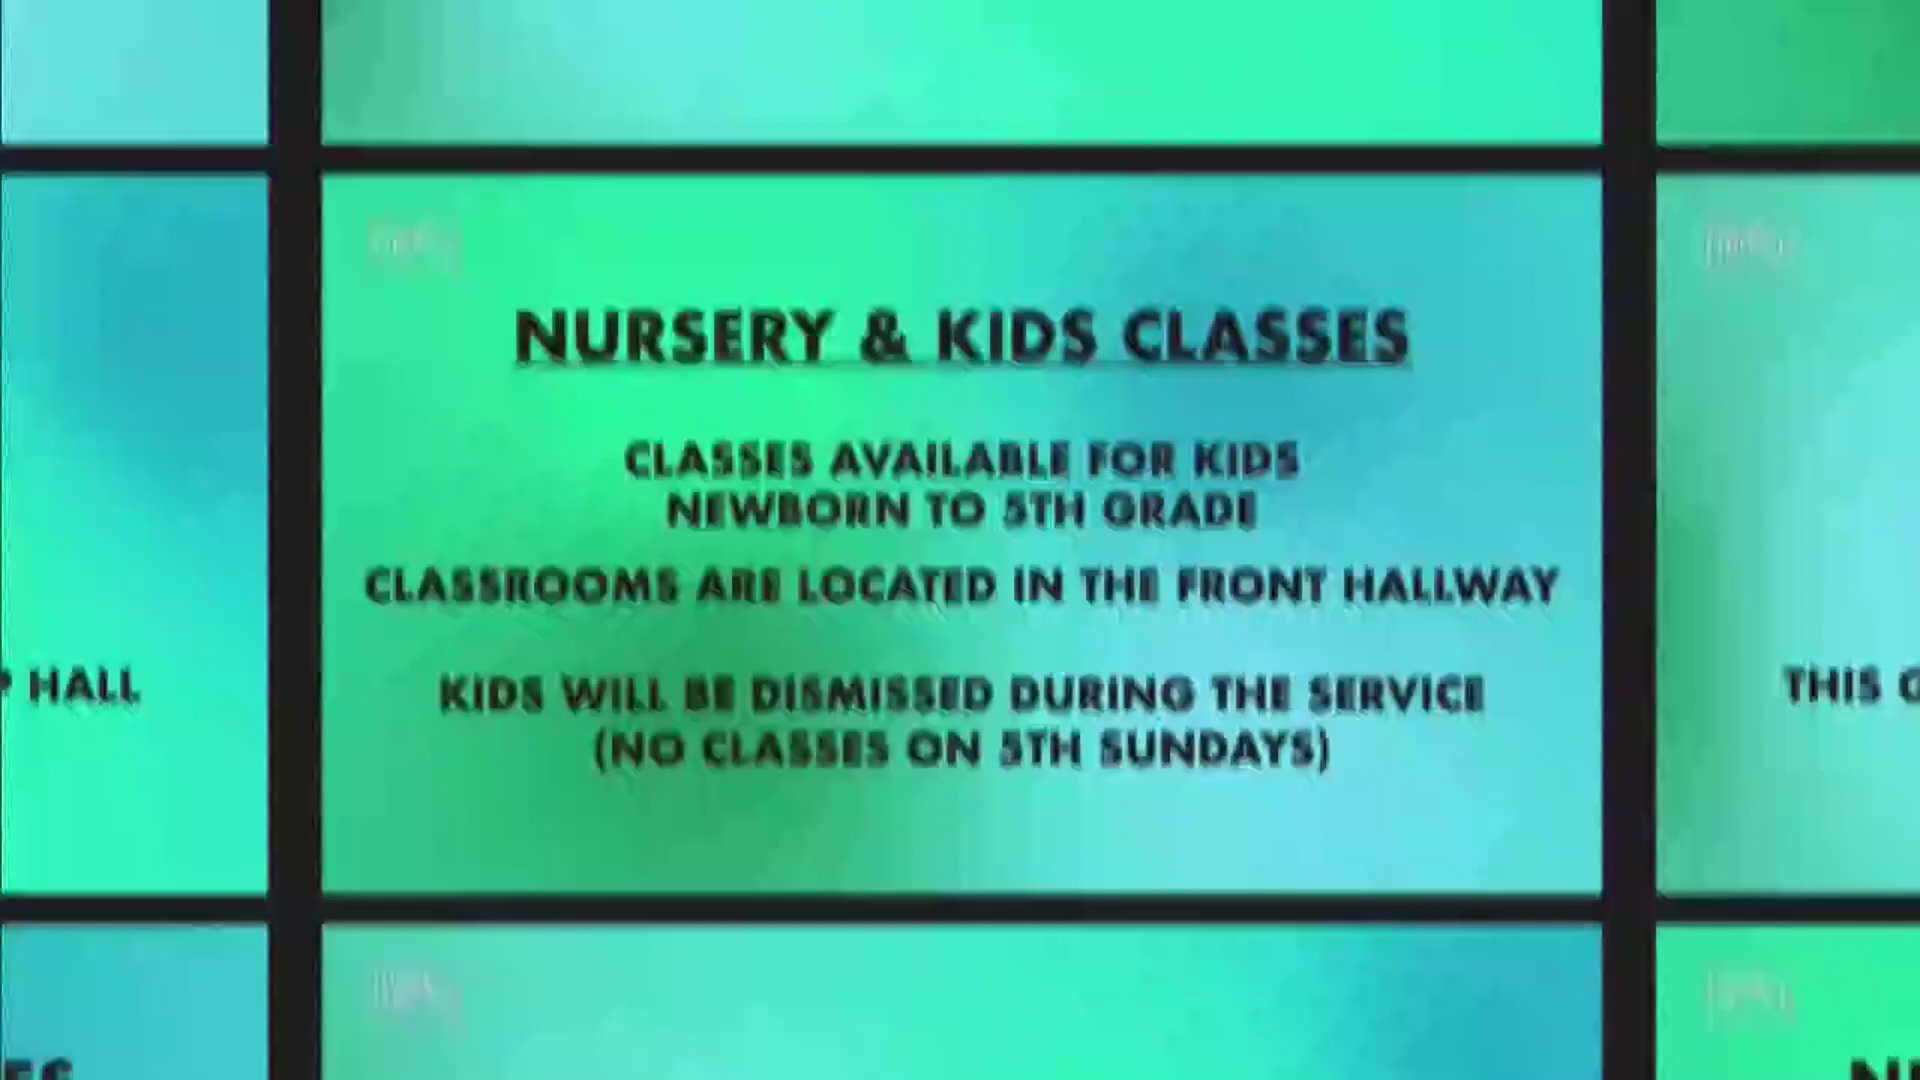 NURSERY & KIDS CLASSES
CLASSES AVAILABLE FOR KIDS
NEWBORN TO 5TH GRADE
CLASSROOMS ARE LOCATED IN THE FRONT HALLWAY
KIDS WILL BE DISMISSED DURING THE SERVICE
(NO CLASSES ON 5TH SUNDAYS)
HALL
THIS